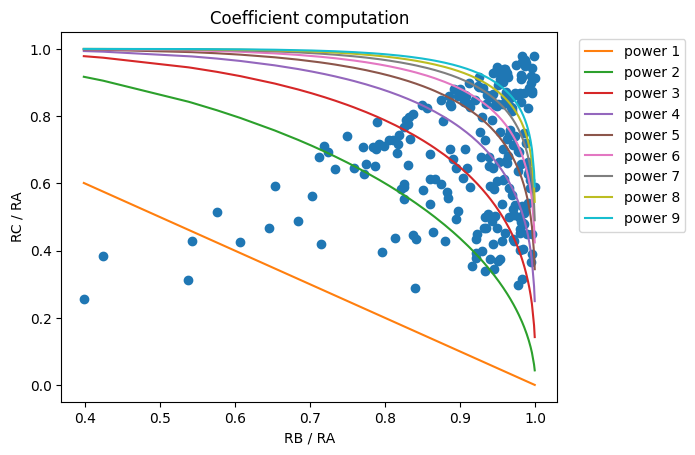 Coefficient computation
RC / RA
1.0
0.8
0.6
0.4
0.2
0.0
0.4 0.5 0.6 0.7 0.8 0.9 1.0
RB / RA
power 1
power 2
power 3
power 4
power 5
power 6
power 7
power 8
power 9